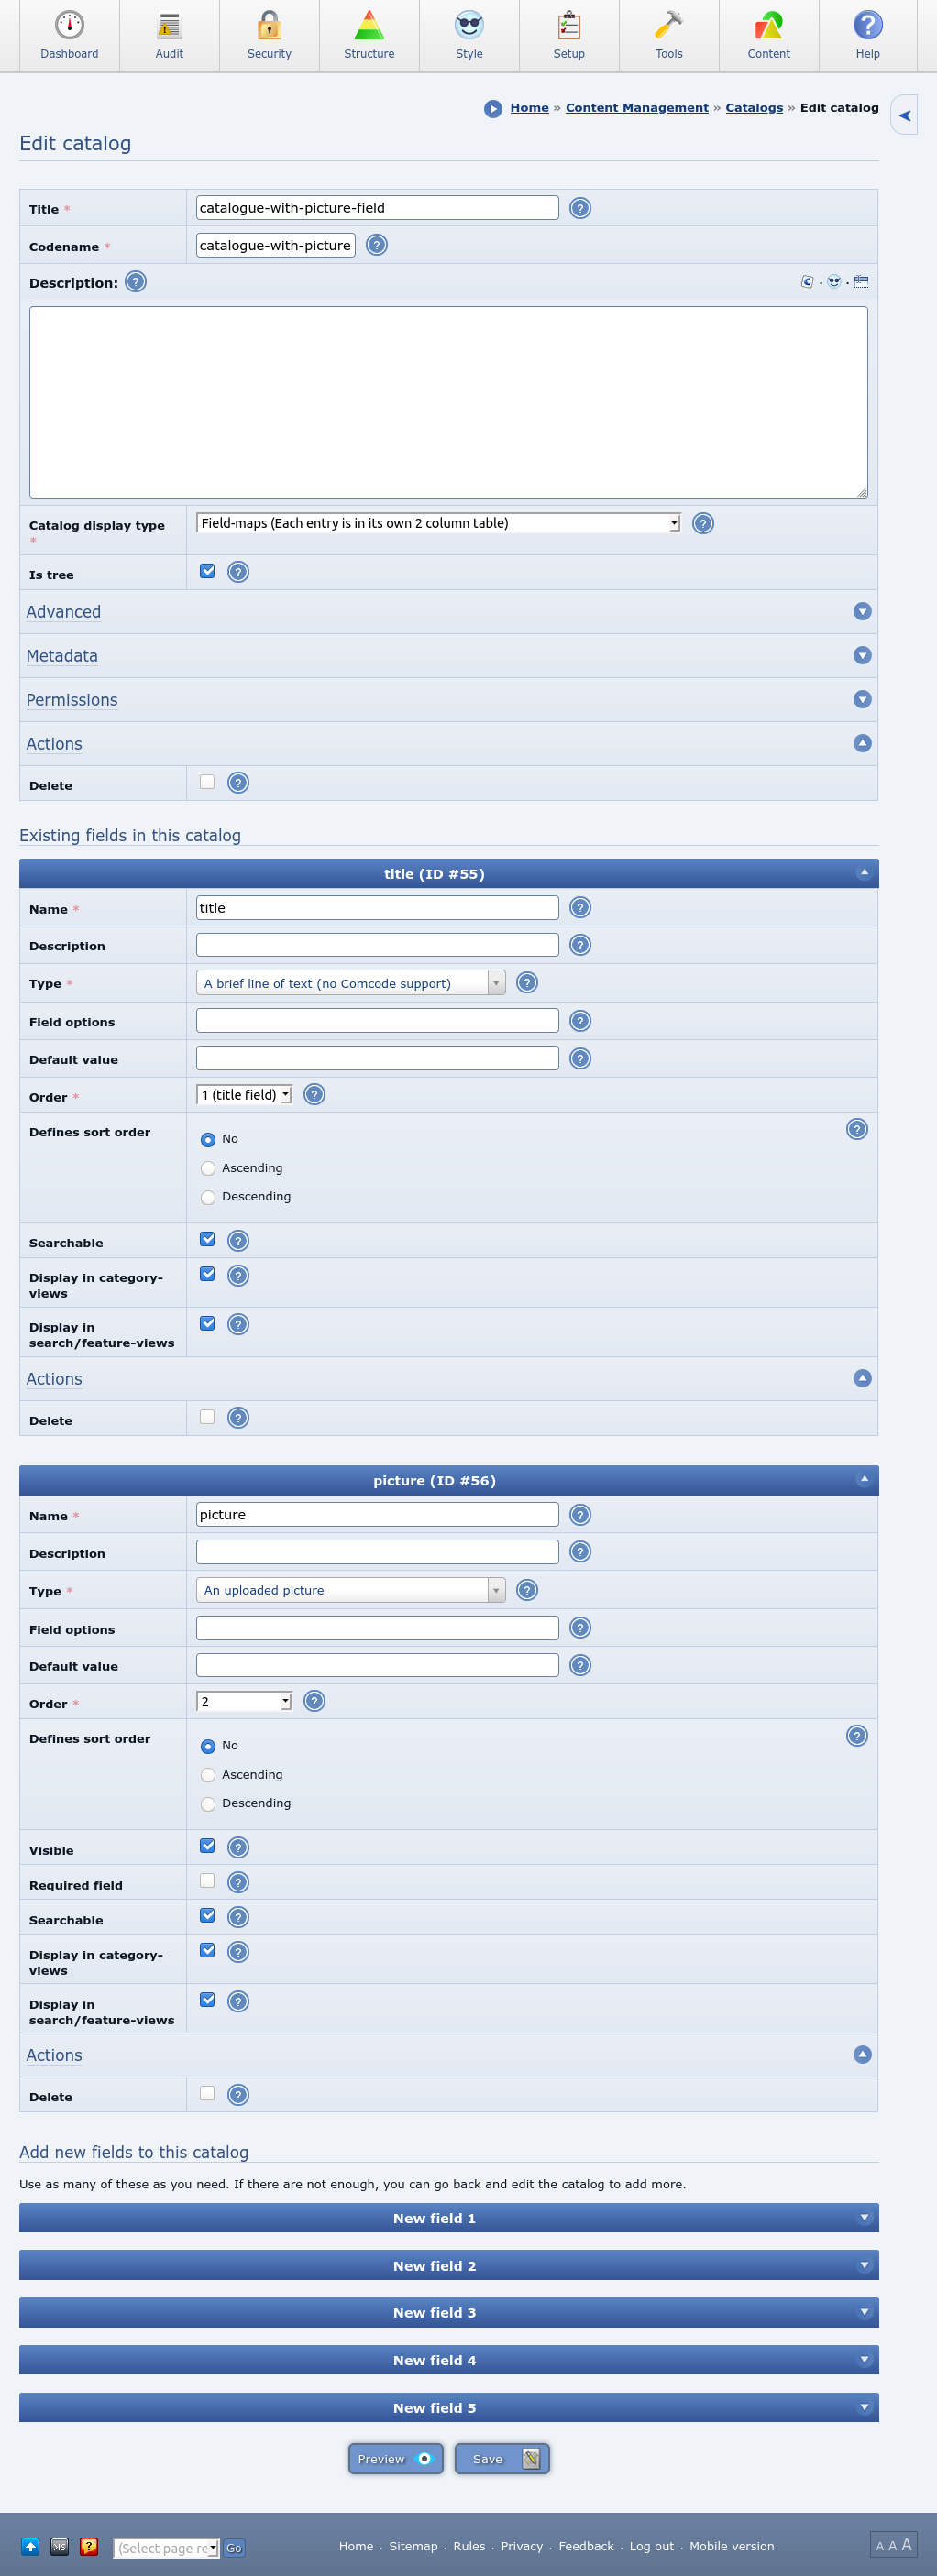 Dashboard Audit Security Structure Style Setup Tools Content Help
Home » Content Management » Catalogs » Edit catalog
Edit catalog
Title *
catalogue-with-picture-field
Codename *
catalogue-with-picture
Description:
Catalog display type *
Field-maps (Each entry is in its own 2 column table)
Is tree
Advanced
Metadata
Permissions
Actions
Delete
Existing fields in this catalog
title (ID #55)
Name *
title
Description
Type *
A brief line of text (no Comcode support)
Field options
Default value
Order *
1 (title field)
Defines sort order
No
Ascending
Descending
Searchable
Display in category-
views
Display in
search/feature-views
Actions
Delete
picture (ID #56)
Name *
picture
Description
Type *
An uploaded picture
Field options
Default value
Order *
2
Defines sort order
No
Ascending
Descending
Visible
Required field
Searchable
Display in category-
views
Display in
search/feature-views
Actions
Delete
Add new fields to this catalog
Use as many of these as you need. If there are not enough, you can go back and edit the catalog to add more.
New field 1
New field 2
New field 3
New field 4
New field 5
Preview
Save
(Select page re
Go
Home . Sitemap . Rules . Privacy . Feedback . Log out . Mobile version
A A A